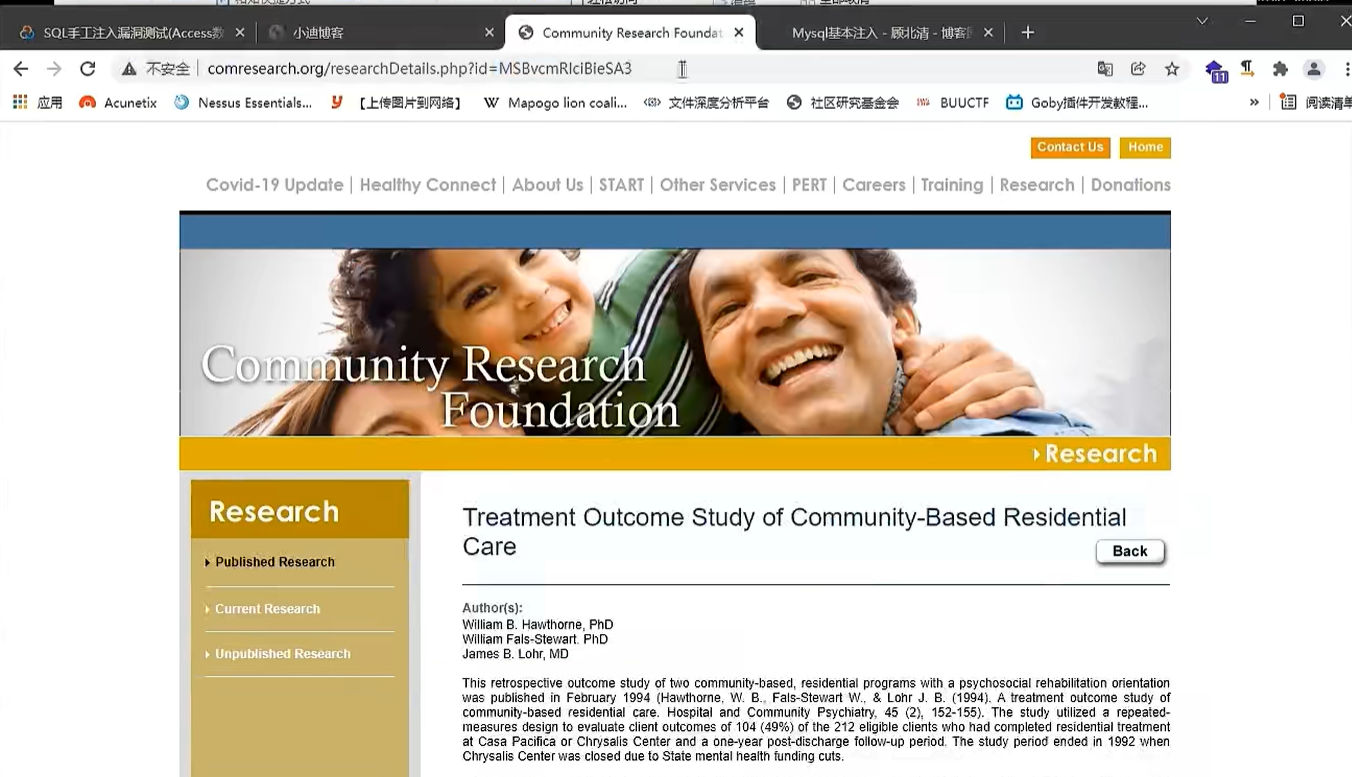 SQL手工注入漏洞测试(Access数
小迪博客
Community Research Foundat
Mysql基本注入 - 顾北清 - 博客
不安全
comresearch.org/researchDetails.php?id=MSBvcmRlciBieSA3
11
应用
Acunetix
Nessus Essentials...
[上传图片到网络]
Mapogo lion coali...
文件深度分析平台
社区研究基金会
BUUCTF
Goby插件开发教程...
»
阅读清单
Contact Us
Home
Covid-19 Update | Healthy Connect | About Us | START | Other Services | PERT | Careers | Training | Research | Donations
Community Research
Foundation
Research
Research
Published Research
Current Research
Unpublished Research
Treatment Outcome Study of Community-Based Residential
Care
Back
Author(s):
William B. Hawthorne, PhD
William Fals-Stewart. PhD
James B. Lohr, MD
This retrospective outcome study of two community-based, residential programs with a psychosocial rehabilitation orientation
was published in February 1994 (Hawthorne, W. B., Fals-Stewart W., & Lohr J. B. (1994). A treatment outcome study of
community-based residential care. Hospital and Community Psychiatry, 45 (2), 152-155). The study utilized a repeated-
measures design to evaluate client outcomes of 104 (49%) of the 212 eligible clients who had completed residential treatment
at Casa Pacifica or Chrysalis Center and a one-year post-discharge follow-up period. The study period ended in 1992 when
Chrysalis Center was closed due to State mental health funding cuts.